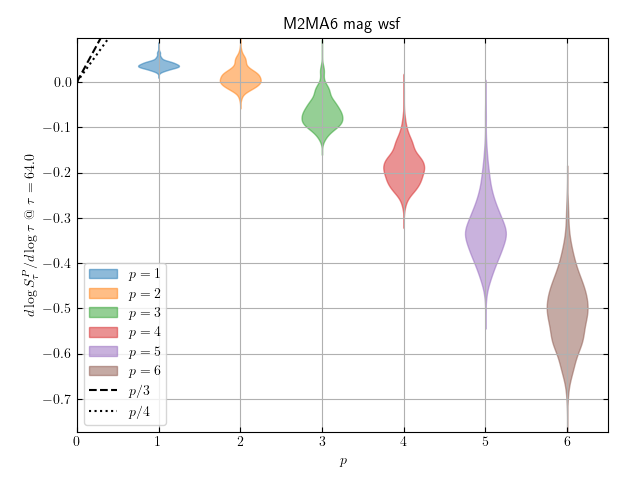 M2MA6 mag wsf
d log S_τ^P / d log τ @ τ = 64.0
0.0
−0.1
−0.2
−0.3
−0.4
−0.5
−0.6
−0.7
p = 1
p = 2
p = 3
p = 4
p = 5
p = 6
p/3
p/4
0 1 2 3 4 5 6
p